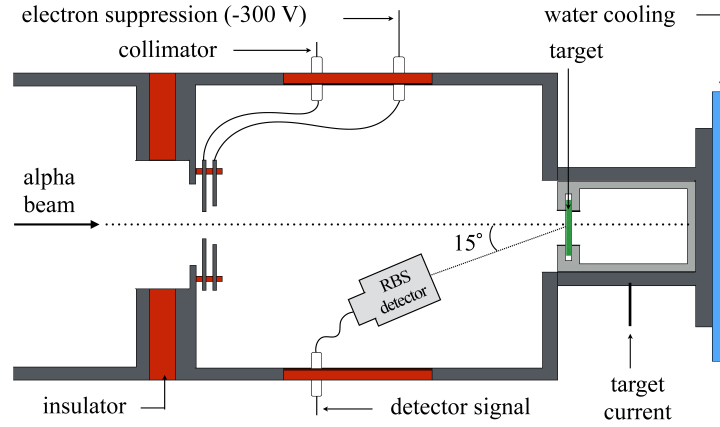 electron suppression (-300 V)
water cooling
collimator
target
alpha
beam
15°
RBS
detector
insulator
detector signal
target
current